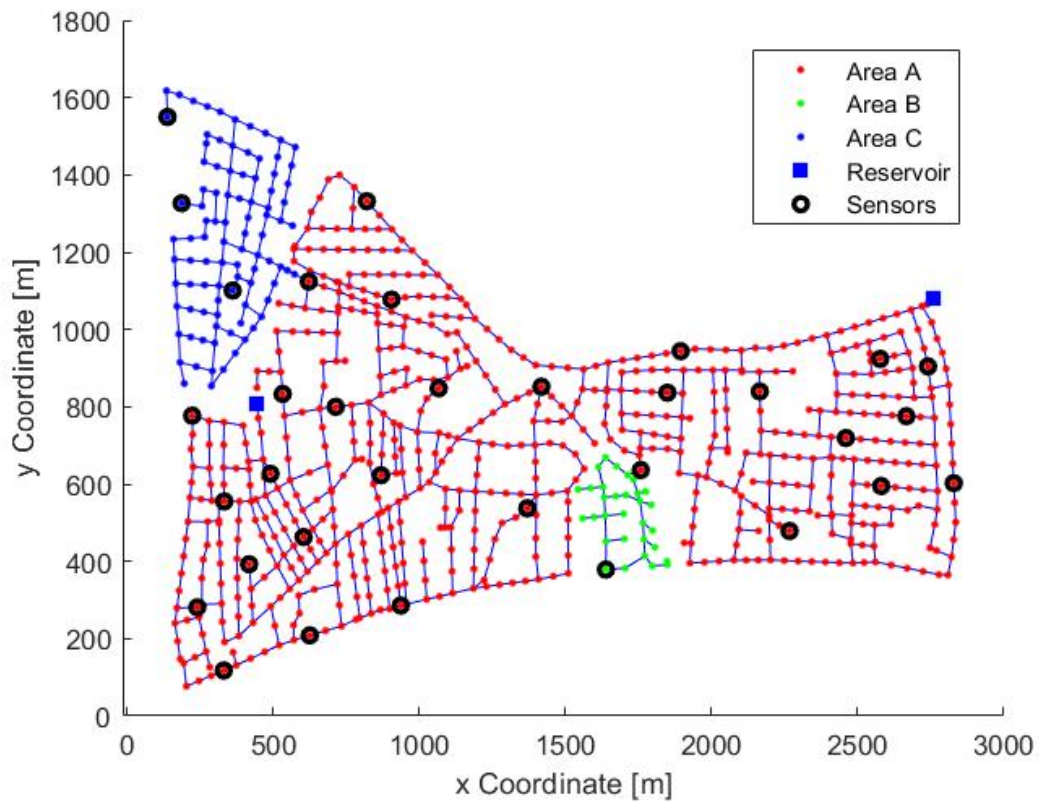 1800
1600
1400
1200
1000
800
600
400
200
0
y Coordinate [m]
0 500 1000 1500 2000 2500 3000
x Coordinate [m]
Area A
Area B
Area C
Reservoir
Sensors